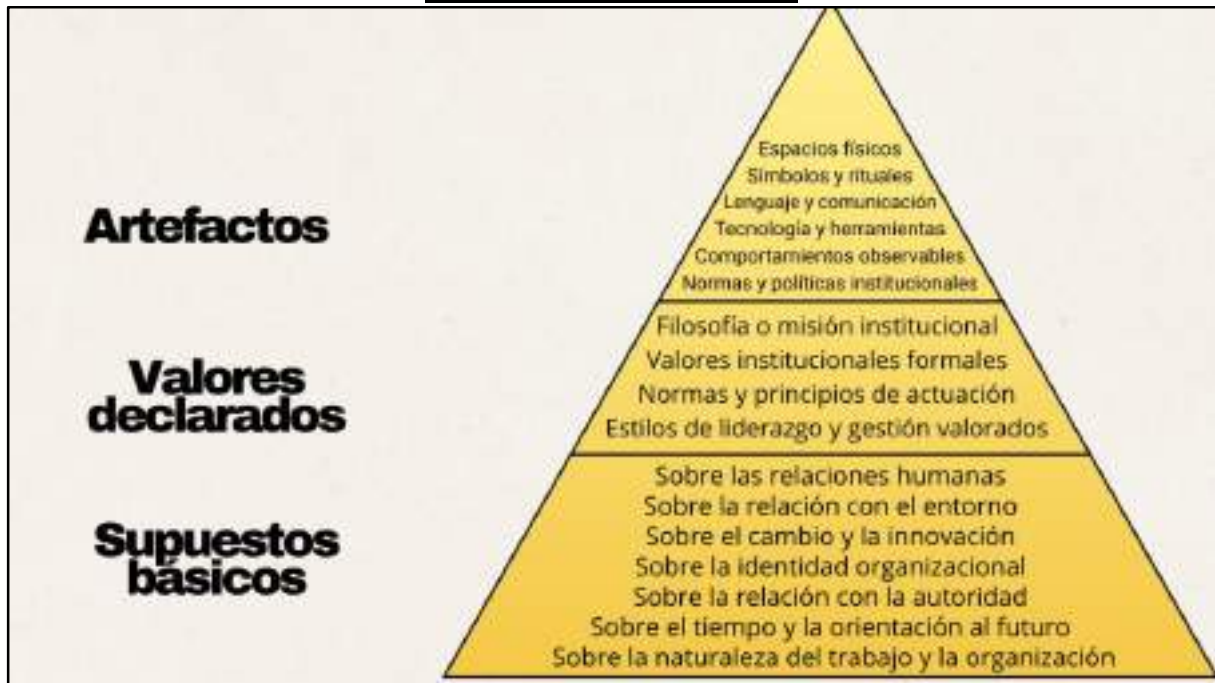 Artefactos
Espacios físicos
Símbolos y rituales
Lenguaje y comunicación
Tecnología y herramientas
Comportamientos observables
Normas y políticas institucionales
Valores
declarados
Filosofía o misión institucional
Valores institucionales formales
Normas y principios de actuación
Estilos de liderazgo y gestión valorados
Supuestos
básicos
Sobre las relaciones humanas
Sobre la relación con el entorno
Sobre el cambio y la innovación
Sobre la identidad organizacional
Sobre la relación con la autoridad
Sobre el tiempo y la orientación al futuro
Sobre la naturaleza del trabajo y la organización